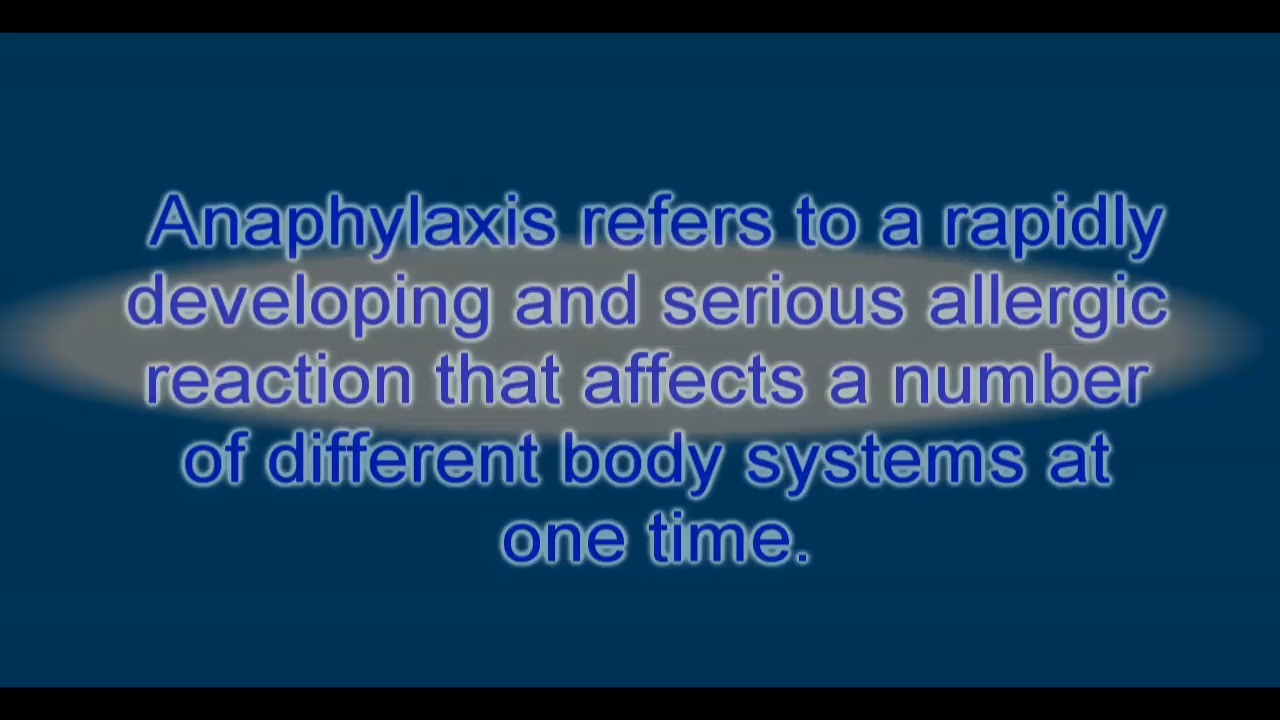 Anaphylaxis refers to a rapidly
developing and serious allergic
reaction that affects a number
of different body systems at
one time.